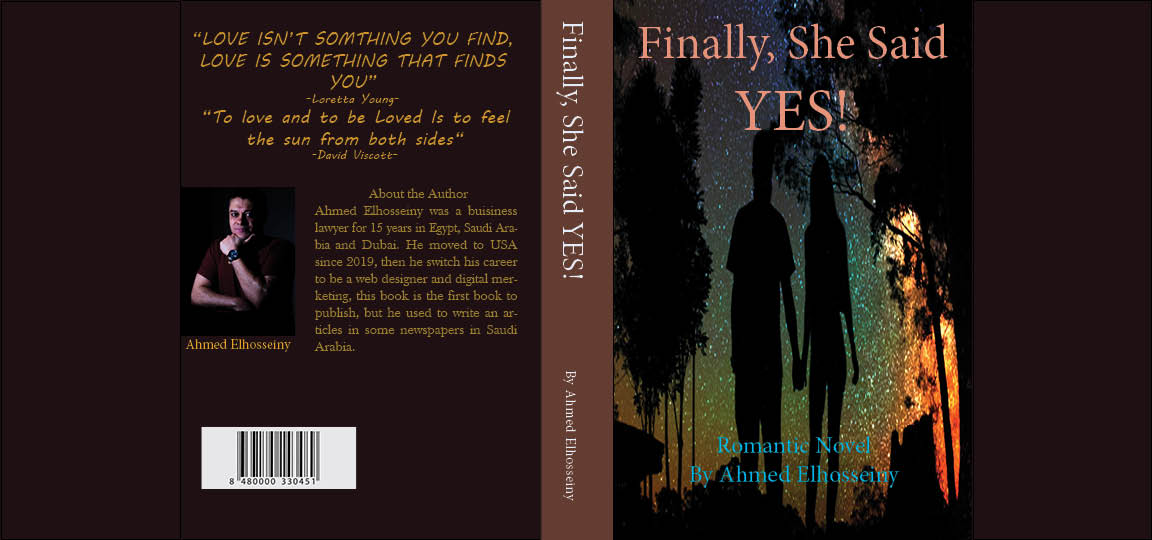 “LOVE ISN’T SOMTHING YOU FIND,
LOVE IS SOMETHING THAT FINDS
YOU”
-Loretta Young-
“To love and to be Loved Is to feel
the sun from both sides“
-David Viscott-
About the Author
Ahmed Elhosseiny was a buisiness
lawyer for 15 years in Egypt, Saudi Ara-
bia and Dubai. He moved to USA
since 2019, then he switch his career
to be a web designer and digital mer-
keting, this book is the first book to
publish, but he used to write an ar-
ticles in some newspapers in Saudi
Arabia.
Ahmed Elhosseiny
8 480000 330451
Finally, She Said YES!
By Ahmed Elhosseiny
Finally, She Said
YES!
Romantic Novel
By Ahmed Elhosseiny